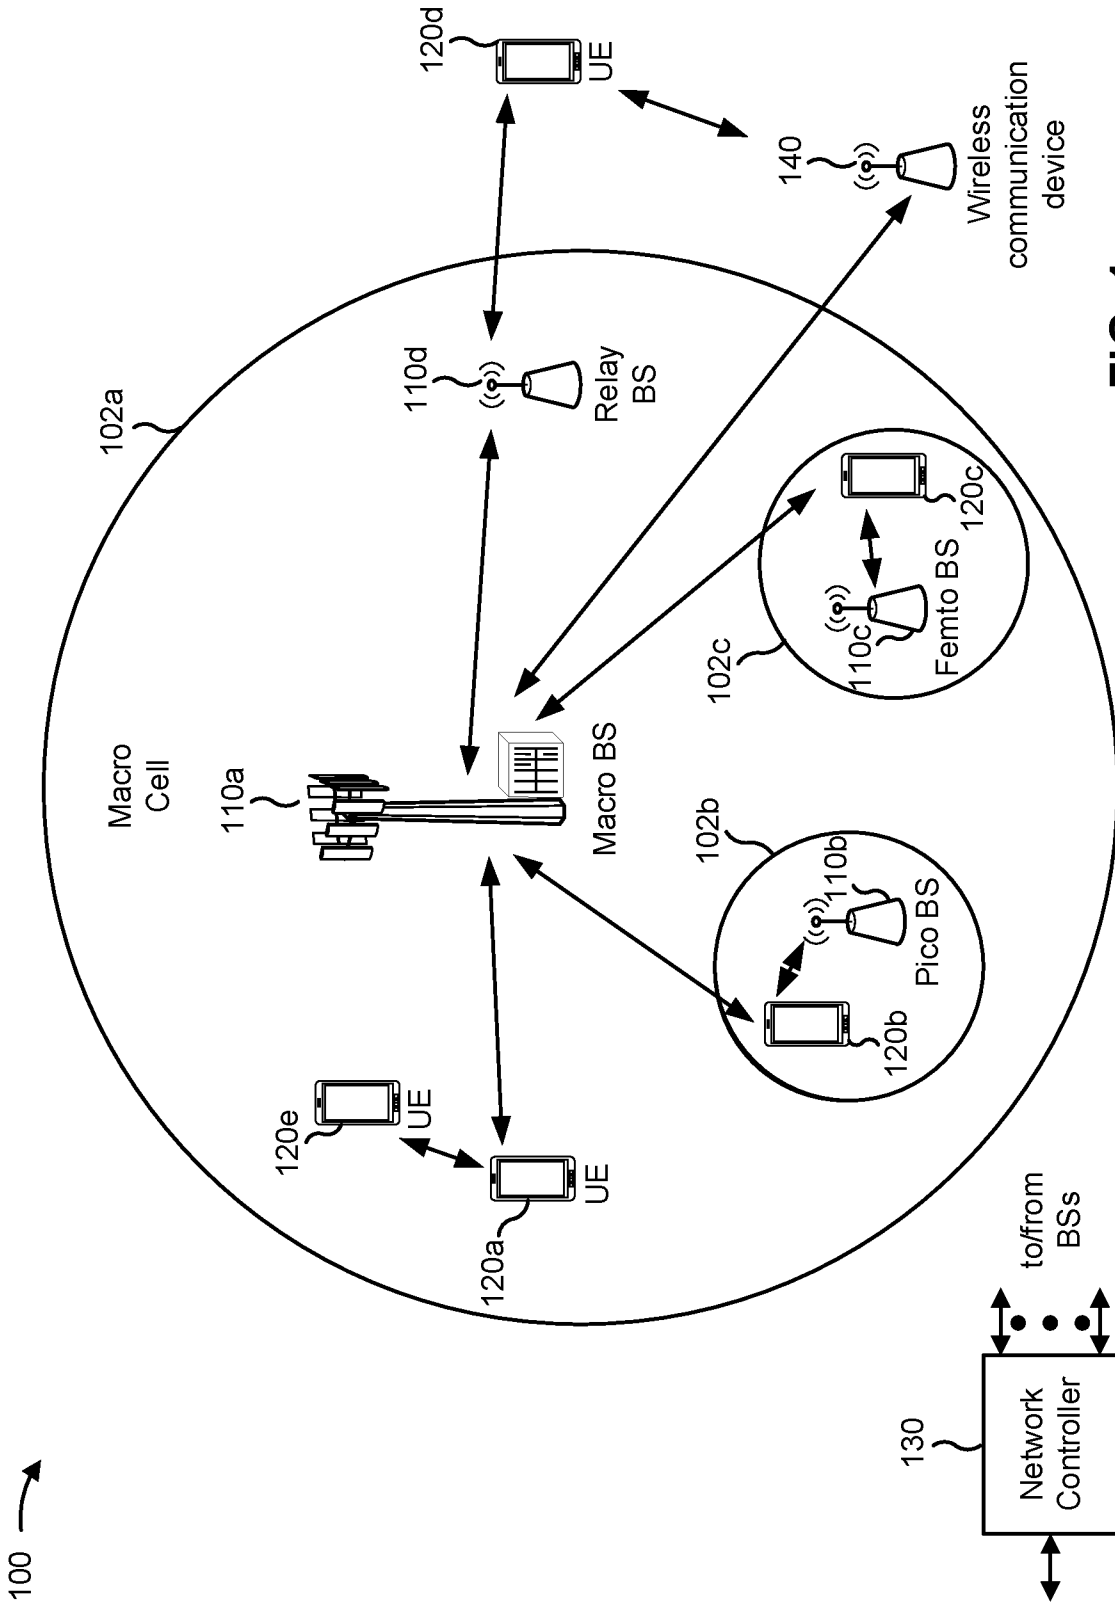 100
102a
Macro
Cell
110a
120d
UE
110d
Relay
BS
120e
UE
120a
UE
Macro BS
140
Wireless
communication
device
102b
110b
Pico BS
120b
102c
110c
Femto BS
120c
130
Network
Controller
to/from
BSs